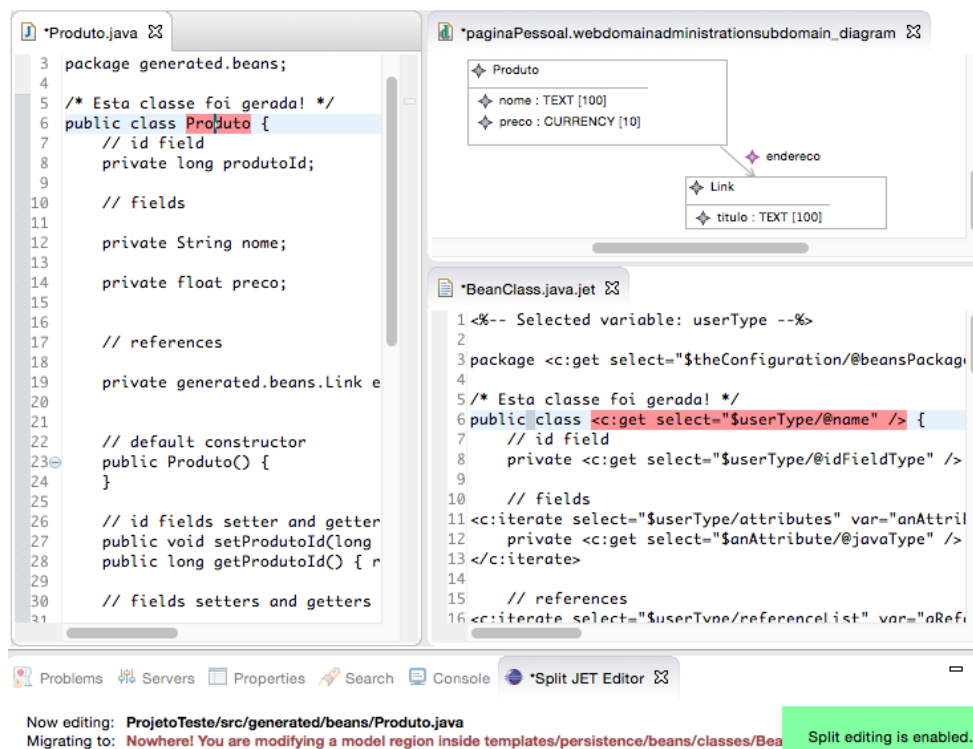 *Produto.java
3 package generated.beans;
4
5 /* Esta classe foi gerada! */
6 public class Produto {
7 // id field
8 private long produtoId;
9
10 // fields
11
12 private String nome;
13
14 private float preco;
15
16
17 // references
18
19 private generated.beans.Link e
20
21
22 // default constructor
23 public Produto() {
24 }
25
26 // id fields setter and getter
27 public void setProdutoId(long
28 public long getProdutoId() { r
29
30 // fields setters and getters
31
*paginaPessoal.webdomainadministrationsubdomain_diagram
Produto
nome : TEXT [100]
preco : CURRENCY [10]
endereco
Link
titulo : TEXT [100]
*BeanClass.java.jet
1 <%-- Selected variable: userType --%>
2
3 package <c:get select="$theConfiguration/@beansPackag
4
5 /* Esta classe foi gerada! */
6 public class <c:get select="$userType/@name" /> {
7 // id field
8 private <c:get select="$userType/@idFieldType" />
9
10 // fields
11 <c:iterate select="$userType/attributes" var="anAttril
12 private <c:get select="$anAttribute/@javaType" />
13 </c:iterate>
14
15 // references
16 <c:iterate select="$userType/referenceList" var="aRef
Problems Servers Properties Search Console *Split JET Editor
Now editing: ProjetoTeste/src/generated/beans/Produto.java
Migrating to: Nowhere! You are modifying a model region inside templates/persistence/beans/classes/Bea
Split editing is enabled.